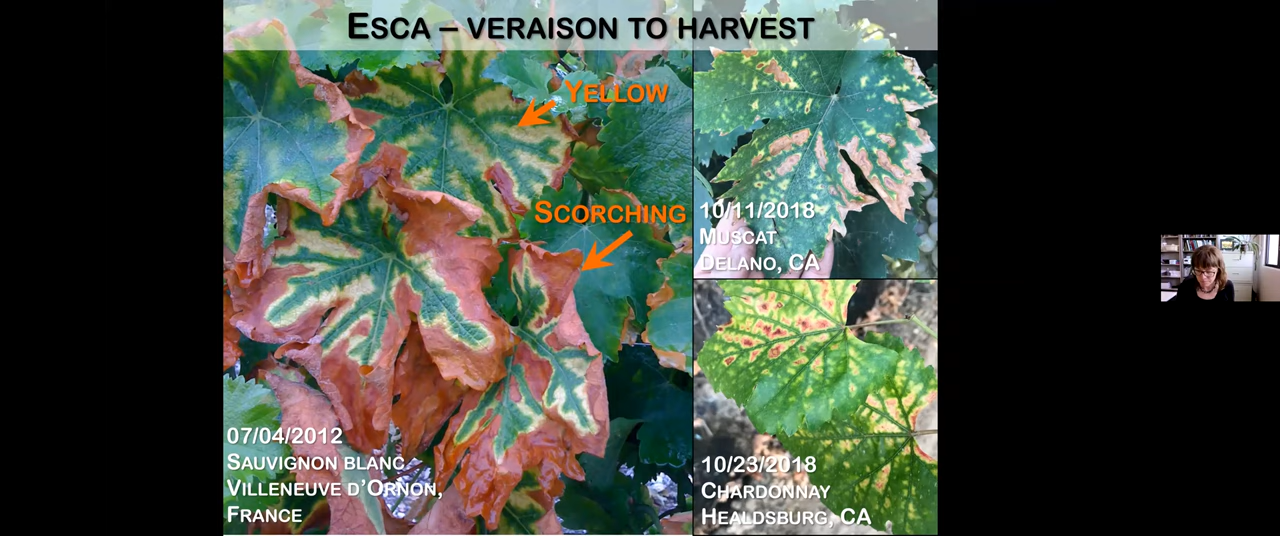 ESCA – VERAISON TO HARVEST
YELLOW
SCORCHING
07/04/2012
SAUVIGNON BLANC
VILLENEUVE D'ORNON,
FRANCE
10/11/2018
MUSCAT
DELANO, CA
10/23/2018
CHARDONNAY
HEALDSBURG, CA